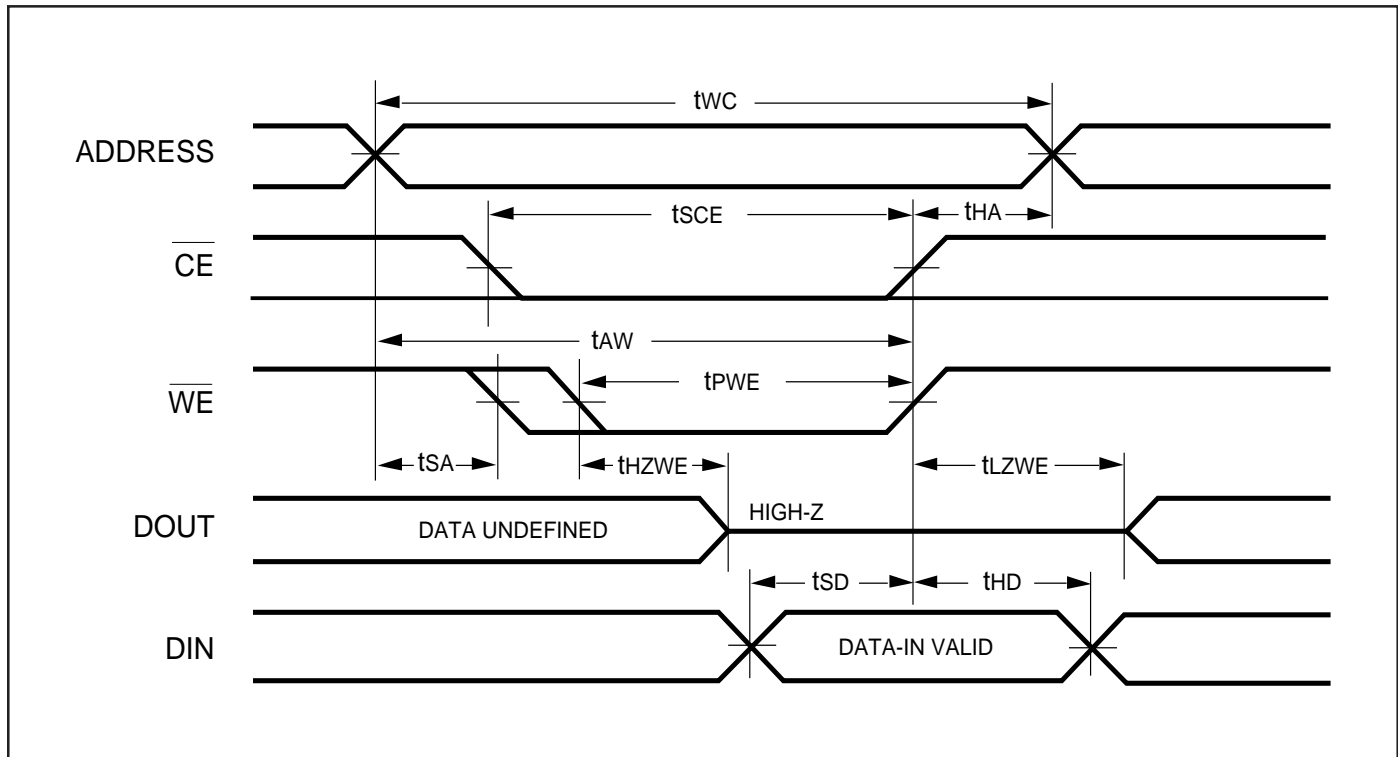 tWC
ADDRESS
tSCE
tHA
CE
tAW
tPWE
WE
tSA
tHZWE
tLZWE
HIGH-Z
DOUT
DATA UNDEFINED
tSD
tHD
DIN
DATA-IN VALID